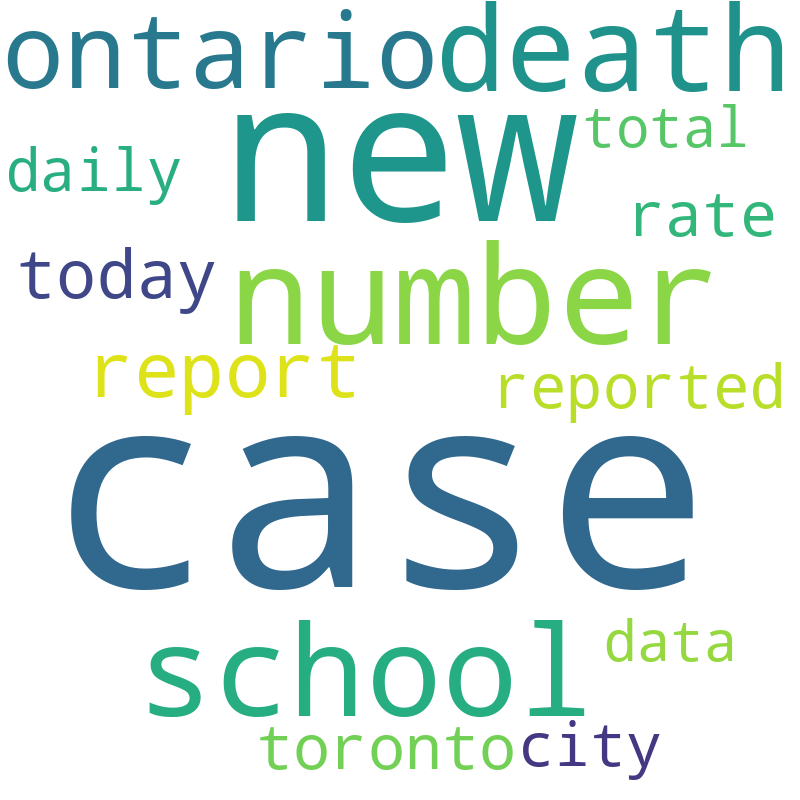 ontario death
new total
daily
rate
today number
report reported
case
school data
toronto city